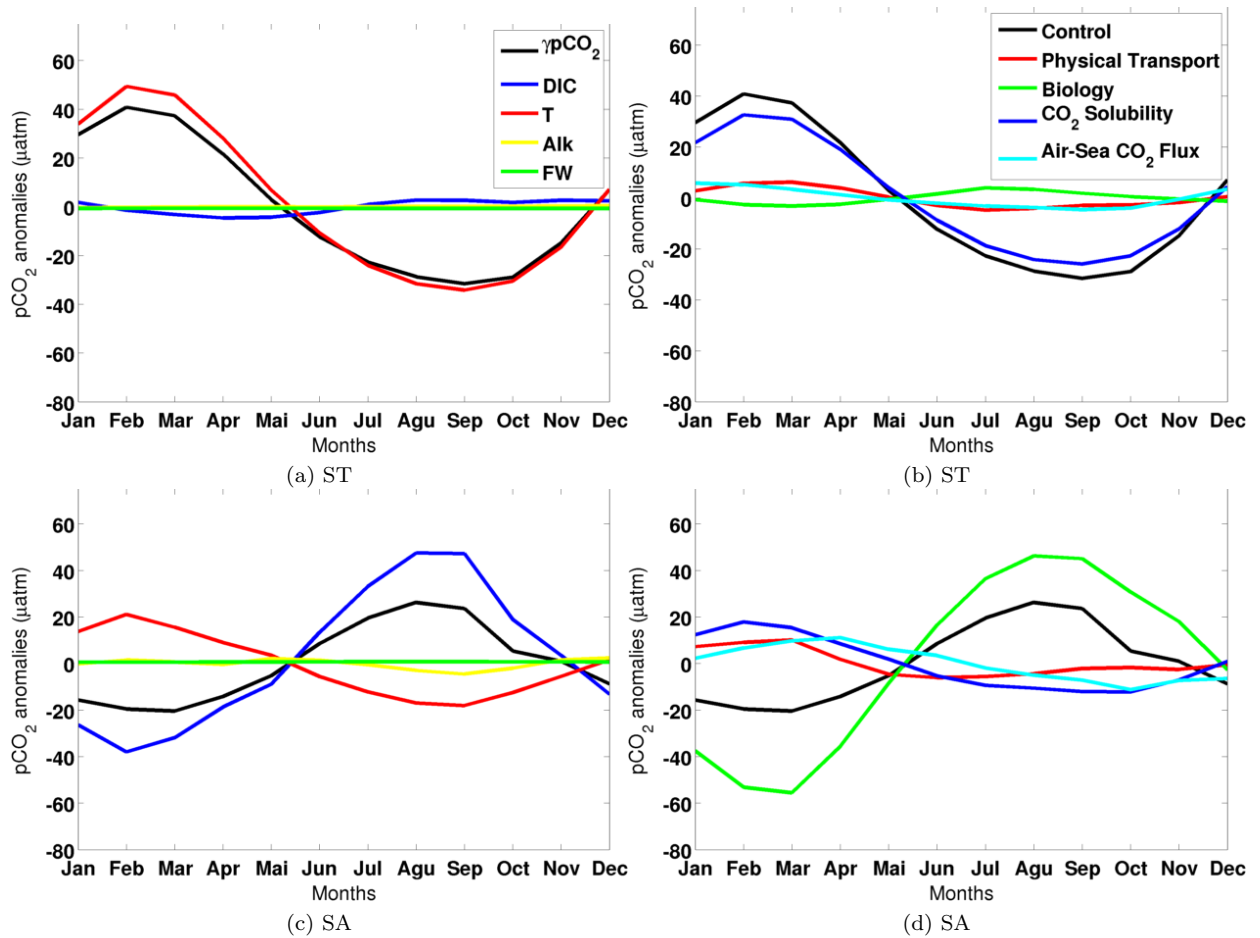 pCO2 anomalies (µatm)
60
40
20
0
-20
-40
-60
-80
γpCO2
DIC
T
Alk
FW
Jan Feb Mar Apr Mai Jun Jul Agu Sep Oct Nov Dec
Months
(a) ST
pCO2 anomalies (µatm)
60
40
20
0
-20
-40
-60
-80
Control
Physical Transport
Biology
CO2 Solubility
Air-Sea CO2 Flux
Jan Feb Mar Apr Mai Jun Jul Agu Sep Oct Nov Dec
Months
(b) ST
pCO2 anomalies (µatm)
60
40
20
0
-20
-40
-60
-80
Jan Feb Mar Apr Mai Jun Jul Agu Sep Oct Nov Dec
Months
(c) SA
pCO2 anomalies (µatm)
60
40
20
0
-20
-40
-60
-80
Jan Feb Mar Apr Mai Jun Jul Agu Sep Oct Nov Dec
Months
(d) SA